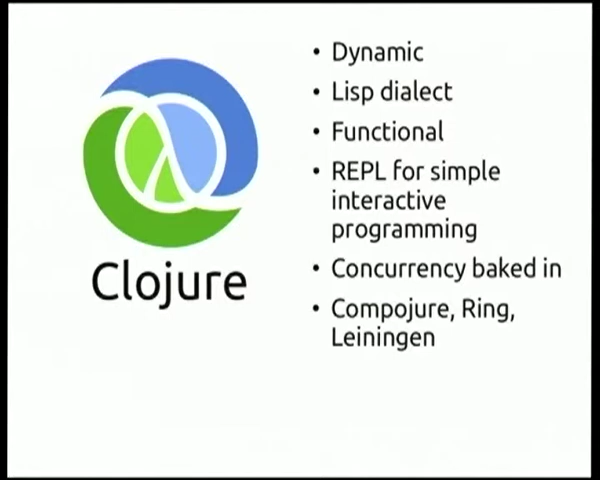 Clojure
• Dynamic
• Lisp dialect
• Functional
• REPL for simple
interactive
programming
• Concurrency baked in
• Compojure, Ring,
Leiningen